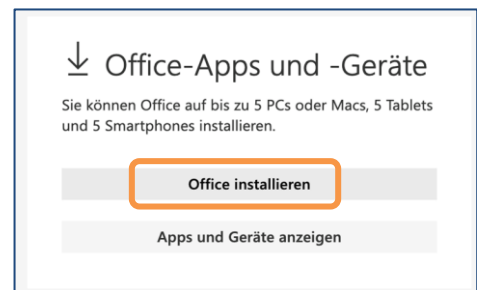 Office-Apps und -Geräte
Sie können Office auf bis zu 5 PCs oder Macs, 5 Tablets
und 5 Smartphones installieren.
Office installieren
Apps und Geräte anzeigen